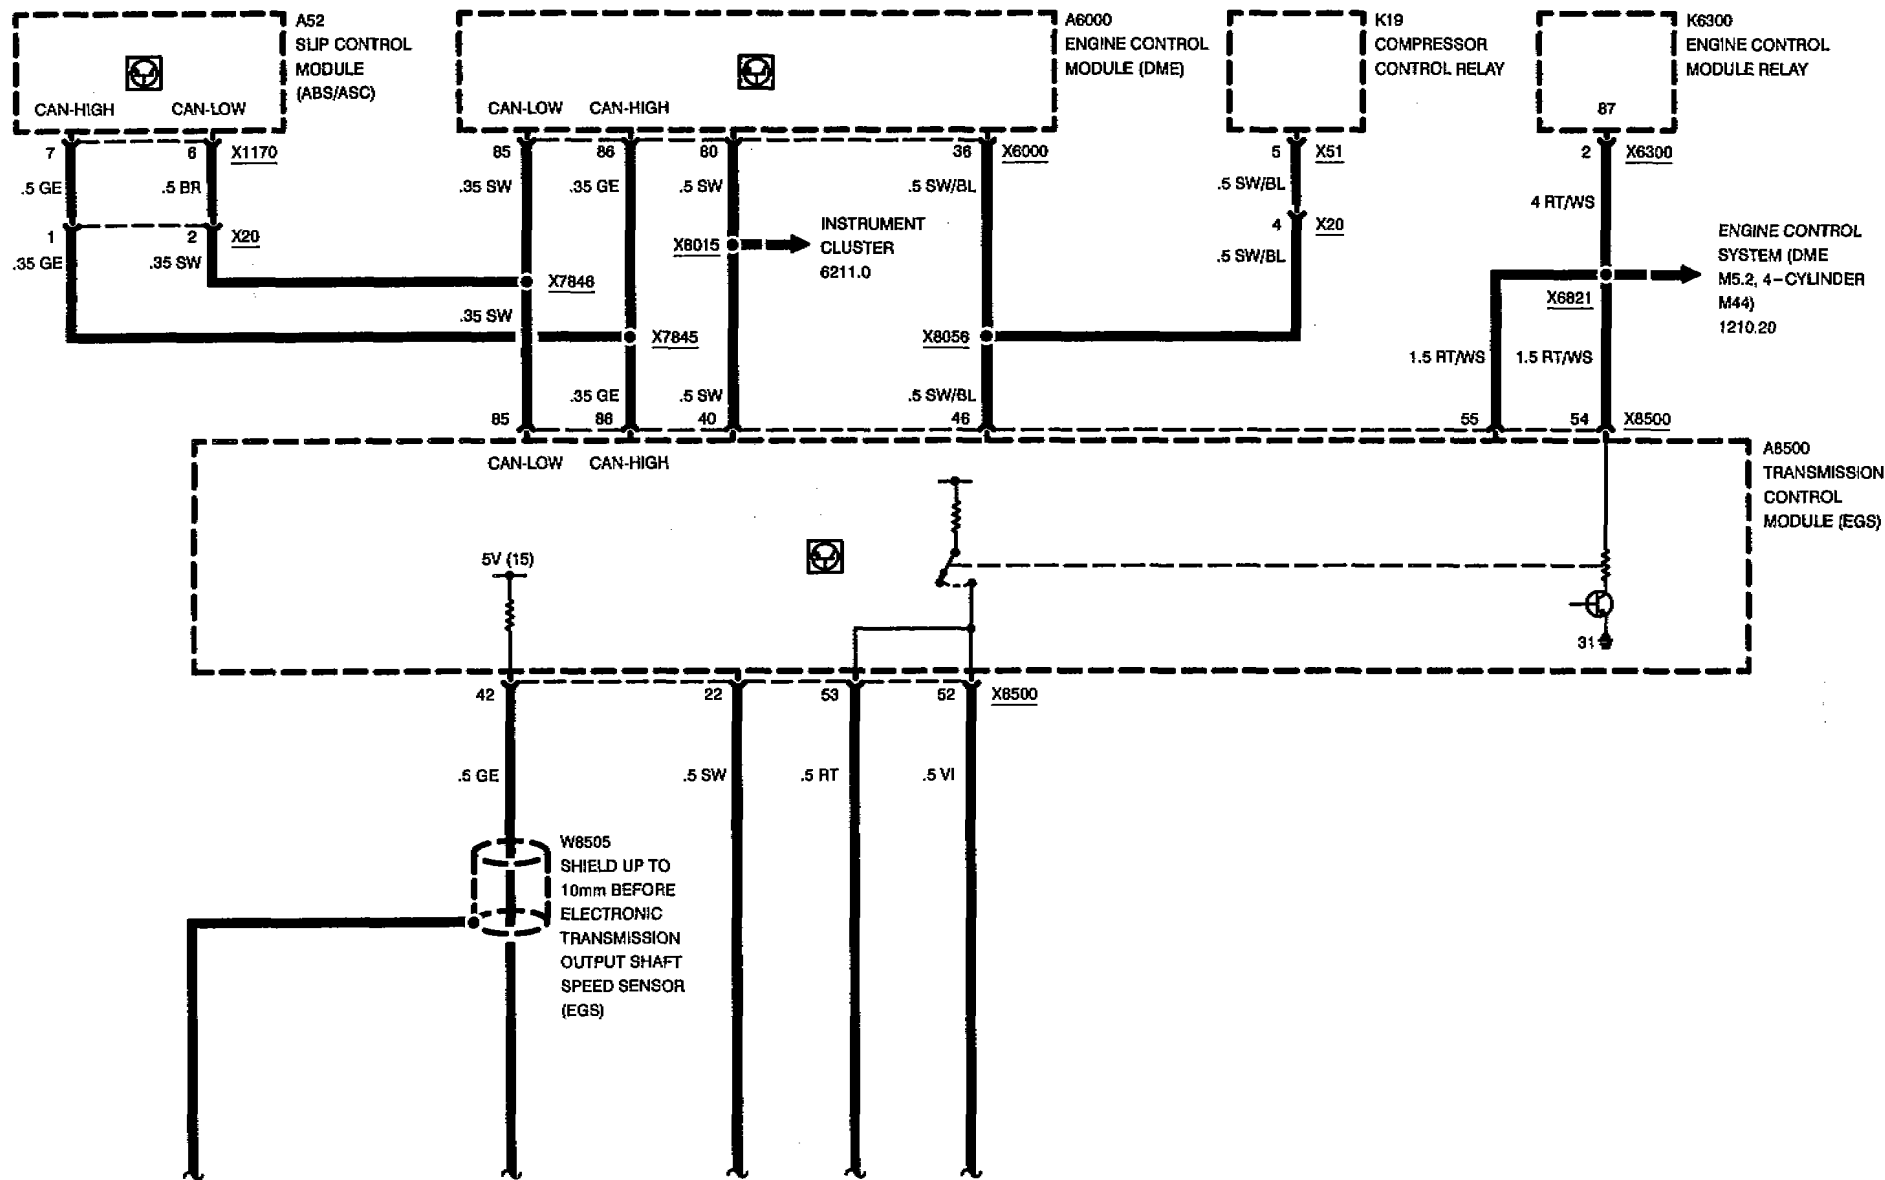 A52
SLIP CONTROL
MODULE
(ABS/ASC)
CAN-HIGH CAN-LOW
A6000
ENGINE CONTROL
MODULE (DME)
CAN-LOW CAN-HIGH
K19
COMPRESSOR
CONTROL RELAY
K6300
ENGINE CONTROL
MODULE RELAY
87
7 6 X1170
85 86 80 36 X6000
5 X51
2 X6300
.5 GE .5 BR
.35 SW .35 GE .5 SW .5 SW/BL
.5 SW/BL
4 RT/WS
1 2 X20
4 X20
.35 GE .35 SW
X8015
INSTRUMENT
CLUSTER
6211.0
.5 SW/BL
ENGINE CONTROL
SYSTEM (DME
M5.2, 4-CYLINDER
M44)
1210.20
X7846
X6821
.35 SW
X7845
X8056
1.5 RT/WS 1.5 RT/WS
.35 GE .5 SW .5 SW/BL
85 86 40 46 55 54 X8500
CAN-LOW CAN-HIGH
A8500
TRANSMISSION
CONTROL
MODULE (EGS)
5V (15)
31
42 22 53 52 X8500
.5 GE .5 SW .5 RT .5 VI
W8505
SHIELD UP TO
10mm BEFORE
ELECTRONIC
TRANSMISSION
OUTPUT SHAFT
SPEED SENSOR
(EGS)